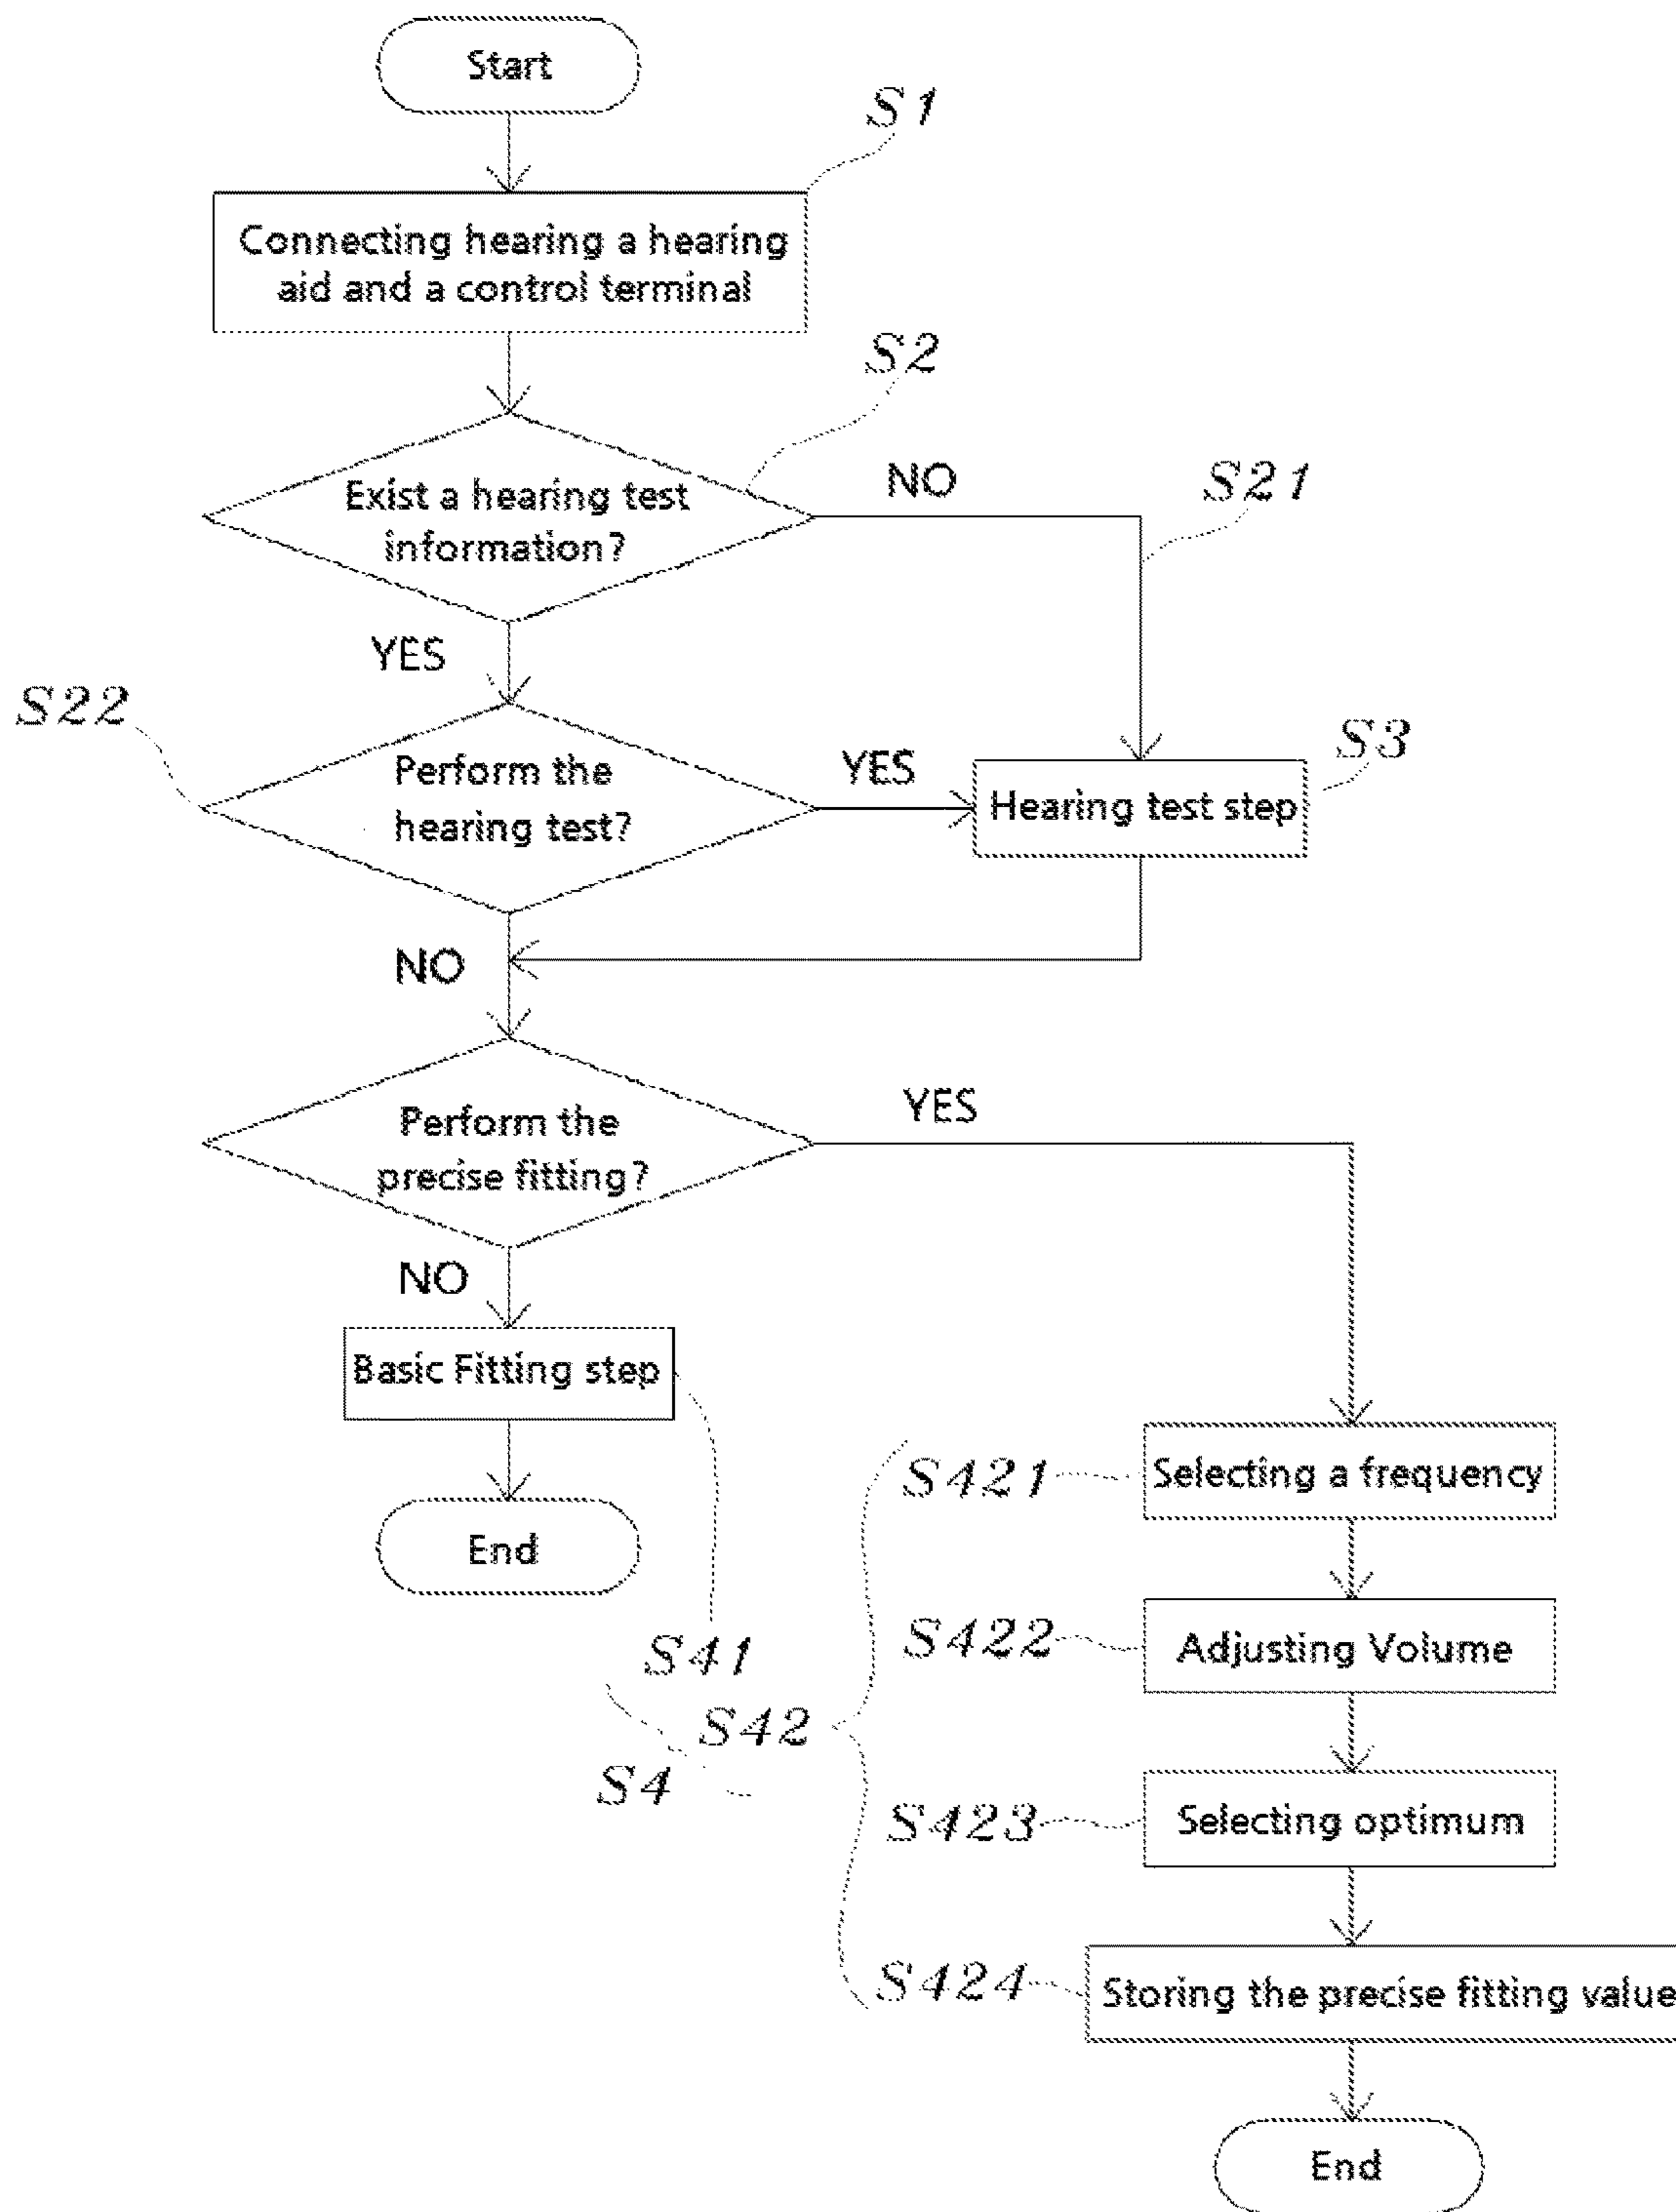 Start
S1
Connecting hearing a hearing
aid and a control terminal
S2
Exist a hearing test
information?
NO
S21
YES
S22
Perform the
hearing test?
YES
S3
Hearing test step
NO
Perform the
precise fitting?
YES
NO
Basic Fitting step
S421
Selecting a frequency
End
S422
Adjusting Volume
S41
S42
S4
S423
Selecting optimum
S424
Storing the precise fitting value
End